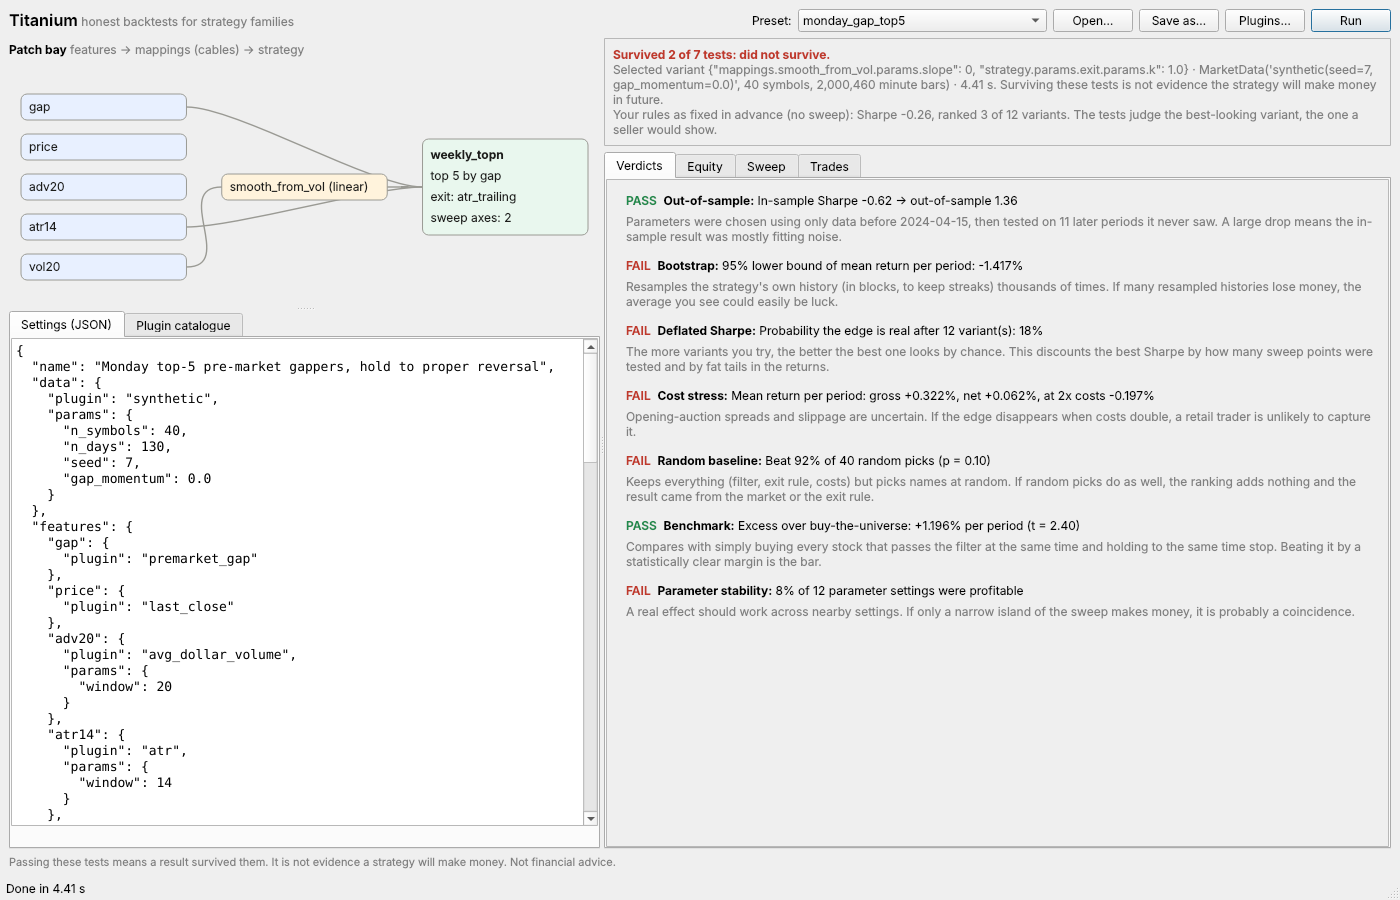 Titanium honest backtests for strategy families
Preset: monday_gap_top5 Open... Save as... Plugins... Run
Patch bay features → mappings (cables) → strategy
gap
price
adv20
atr14
vol20
smooth_from_vol (linear)
weekly_topn
top 5 by gap
exit: atr_trailing
sweep axes: 2
Settings (JSON) Plugin catalogue
{
  "name": "Monday top-5 pre-market gappers, hold to proper reversal",
  "data": {
    "plugin": "synthetic",
    "params": {
      "n_symbols": 40,
      "n_days": 130,
      "seed": 7,
      "gap_momentum": 0.0
    }
  },
  "features": {
    "gap": {
      "plugin": "premarket_gap"
    },
    "price": {
      "plugin": "last_close"
    },
    "adv20": {
      "plugin": "avg_dollar_volume",
      "params": {
        "window": 20
      }
    },
    "atr14": {
      "plugin": "atr",
      "params": {
        "window": 14
      }
    },
Survived 2 of 7 tests: did not survive.
Selected variant {"mappings.smooth_from_vol.params.slope": 0, "strategy.params.exit.params.k": 1.0} · MarketData('synthetic(seed=7,
gap_momentum=0.0)', 40 symbols, 2,000,460 minute bars) · 4.41 s. Surviving these tests is not evidence the strategy will make money
in future.
Your rules as fixed in advance (no sweep): Sharpe -0.26, ranked 3 of 12 variants. The tests judge the best-looking variant, the one a
seller would show.
Verdicts Equity Sweep Trades
PASS Out-of-sample: In-sample Sharpe -0.62 → out-of-sample 1.36
Parameters were chosen using only data before 2024-04-15, then tested on 11 later periods it never saw. A large drop means the in-
sample result was mostly fitting noise.
FAIL Bootstrap: 95% lower bound of mean return per period: -1.417%
Resamples the strategy's own history (in blocks, to keep streaks) thousands of times. If many resampled histories lose money, the
average you see could easily be luck.
FAIL Deflated Sharpe: Probability the edge is real after 12 variant(s): 18%
The more variants you try, the better the best one looks by chance. This discounts the best Sharpe by how many sweep points were
tested and by fat tails in the returns.
FAIL Cost stress: Mean return per period: gross +0.322%, net +0.062%, at 2x costs -0.197%
Opening-auction spreads and slippage are uncertain. If the edge disappears when costs double, a retail trader is unlikely to capture
it.
FAIL Random baseline: Beat 92% of 40 random picks (p = 0.10)
Keeps everything (filter, exit rule, costs) but picks names at random. If random picks do as well, the ranking adds nothing and the
result came from the market or the exit rule.
PASS Benchmark: Excess over buy-the-universe: +1.196% per period (t = 2.40)
Compares with simply buying every stock that passes the filter at the same time and holding to the same time stop. Beating it by a
statistically clear margin is the bar.
FAIL Parameter stability: 8% of 12 parameter settings were profitable
A real effect should work across nearby settings. If only a narrow island of the sweep makes money, it is probably a coincidence.
Passing these tests means a result survived them. It is not evidence a strategy will make money. Not financial advice.
Done in 4.41 s